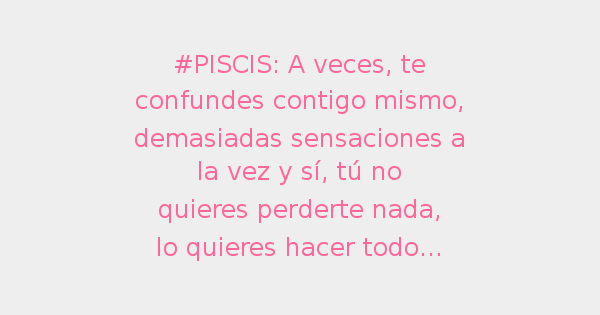 #PISCIS: A veces, te
confundes contigo mismo,
demasiadas sensaciones a
la vez y sí, tú no
quieres perderte nada,
lo quieres hacer todo...